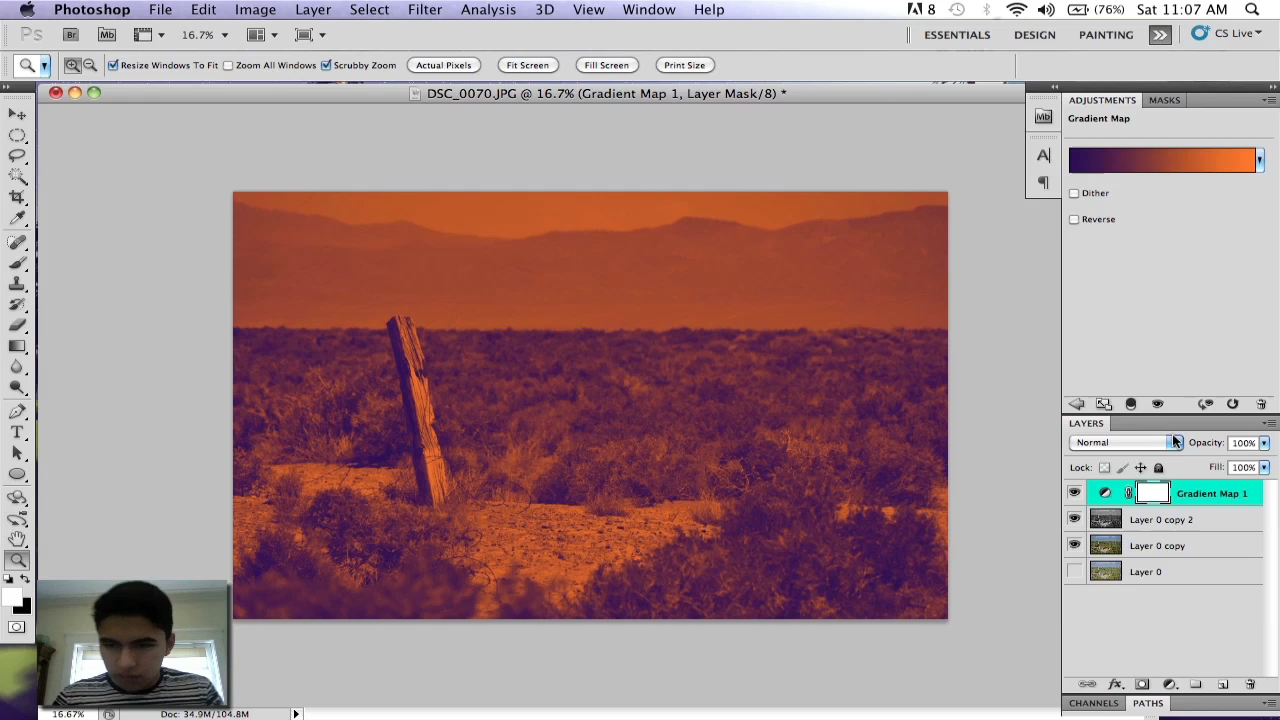 Photoshop File Edit Image Layer Select Filter Analysis 3D View Window Help 8 (76%) Sat 11:07 AM
Ps Br Mb 16.7% ESSENTIALS DESIGN PAINTING CS Live
Resize Windows To Fit Zoom All Windows Scrubby Zoom Actual Pixels Fit Screen Fill Screen Print Size
DSC_0070.JPG @ 16.7% (Gradient Map 1, Layer Mask/8) *
ADJUSTMENTS MASKS
Mb
Gradient Map
A
Dither
Reverse
LAYERS
Normal Opacity: 100%
Lock: Fill: 100%
Gradient Map 1
Layer 0 copy 2
Layer 0 copy
Layer 0
T
fx
CHANNELS PATHS
16.67% Doc: 34.9M/104.8M